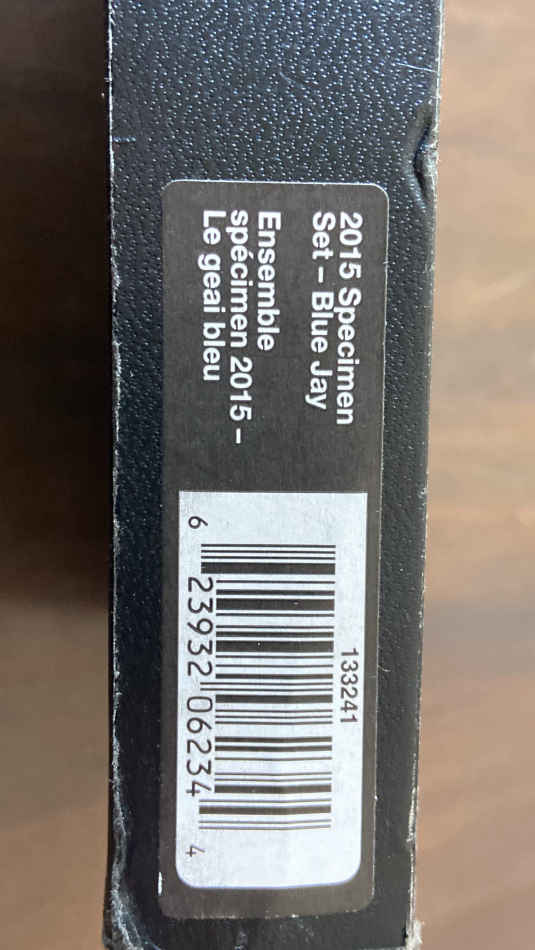 2015 Specimen
Set – Blue Jay
Ensemble
spécimen 2015 –
Le geai bleu
133241
6 23932 06234 4